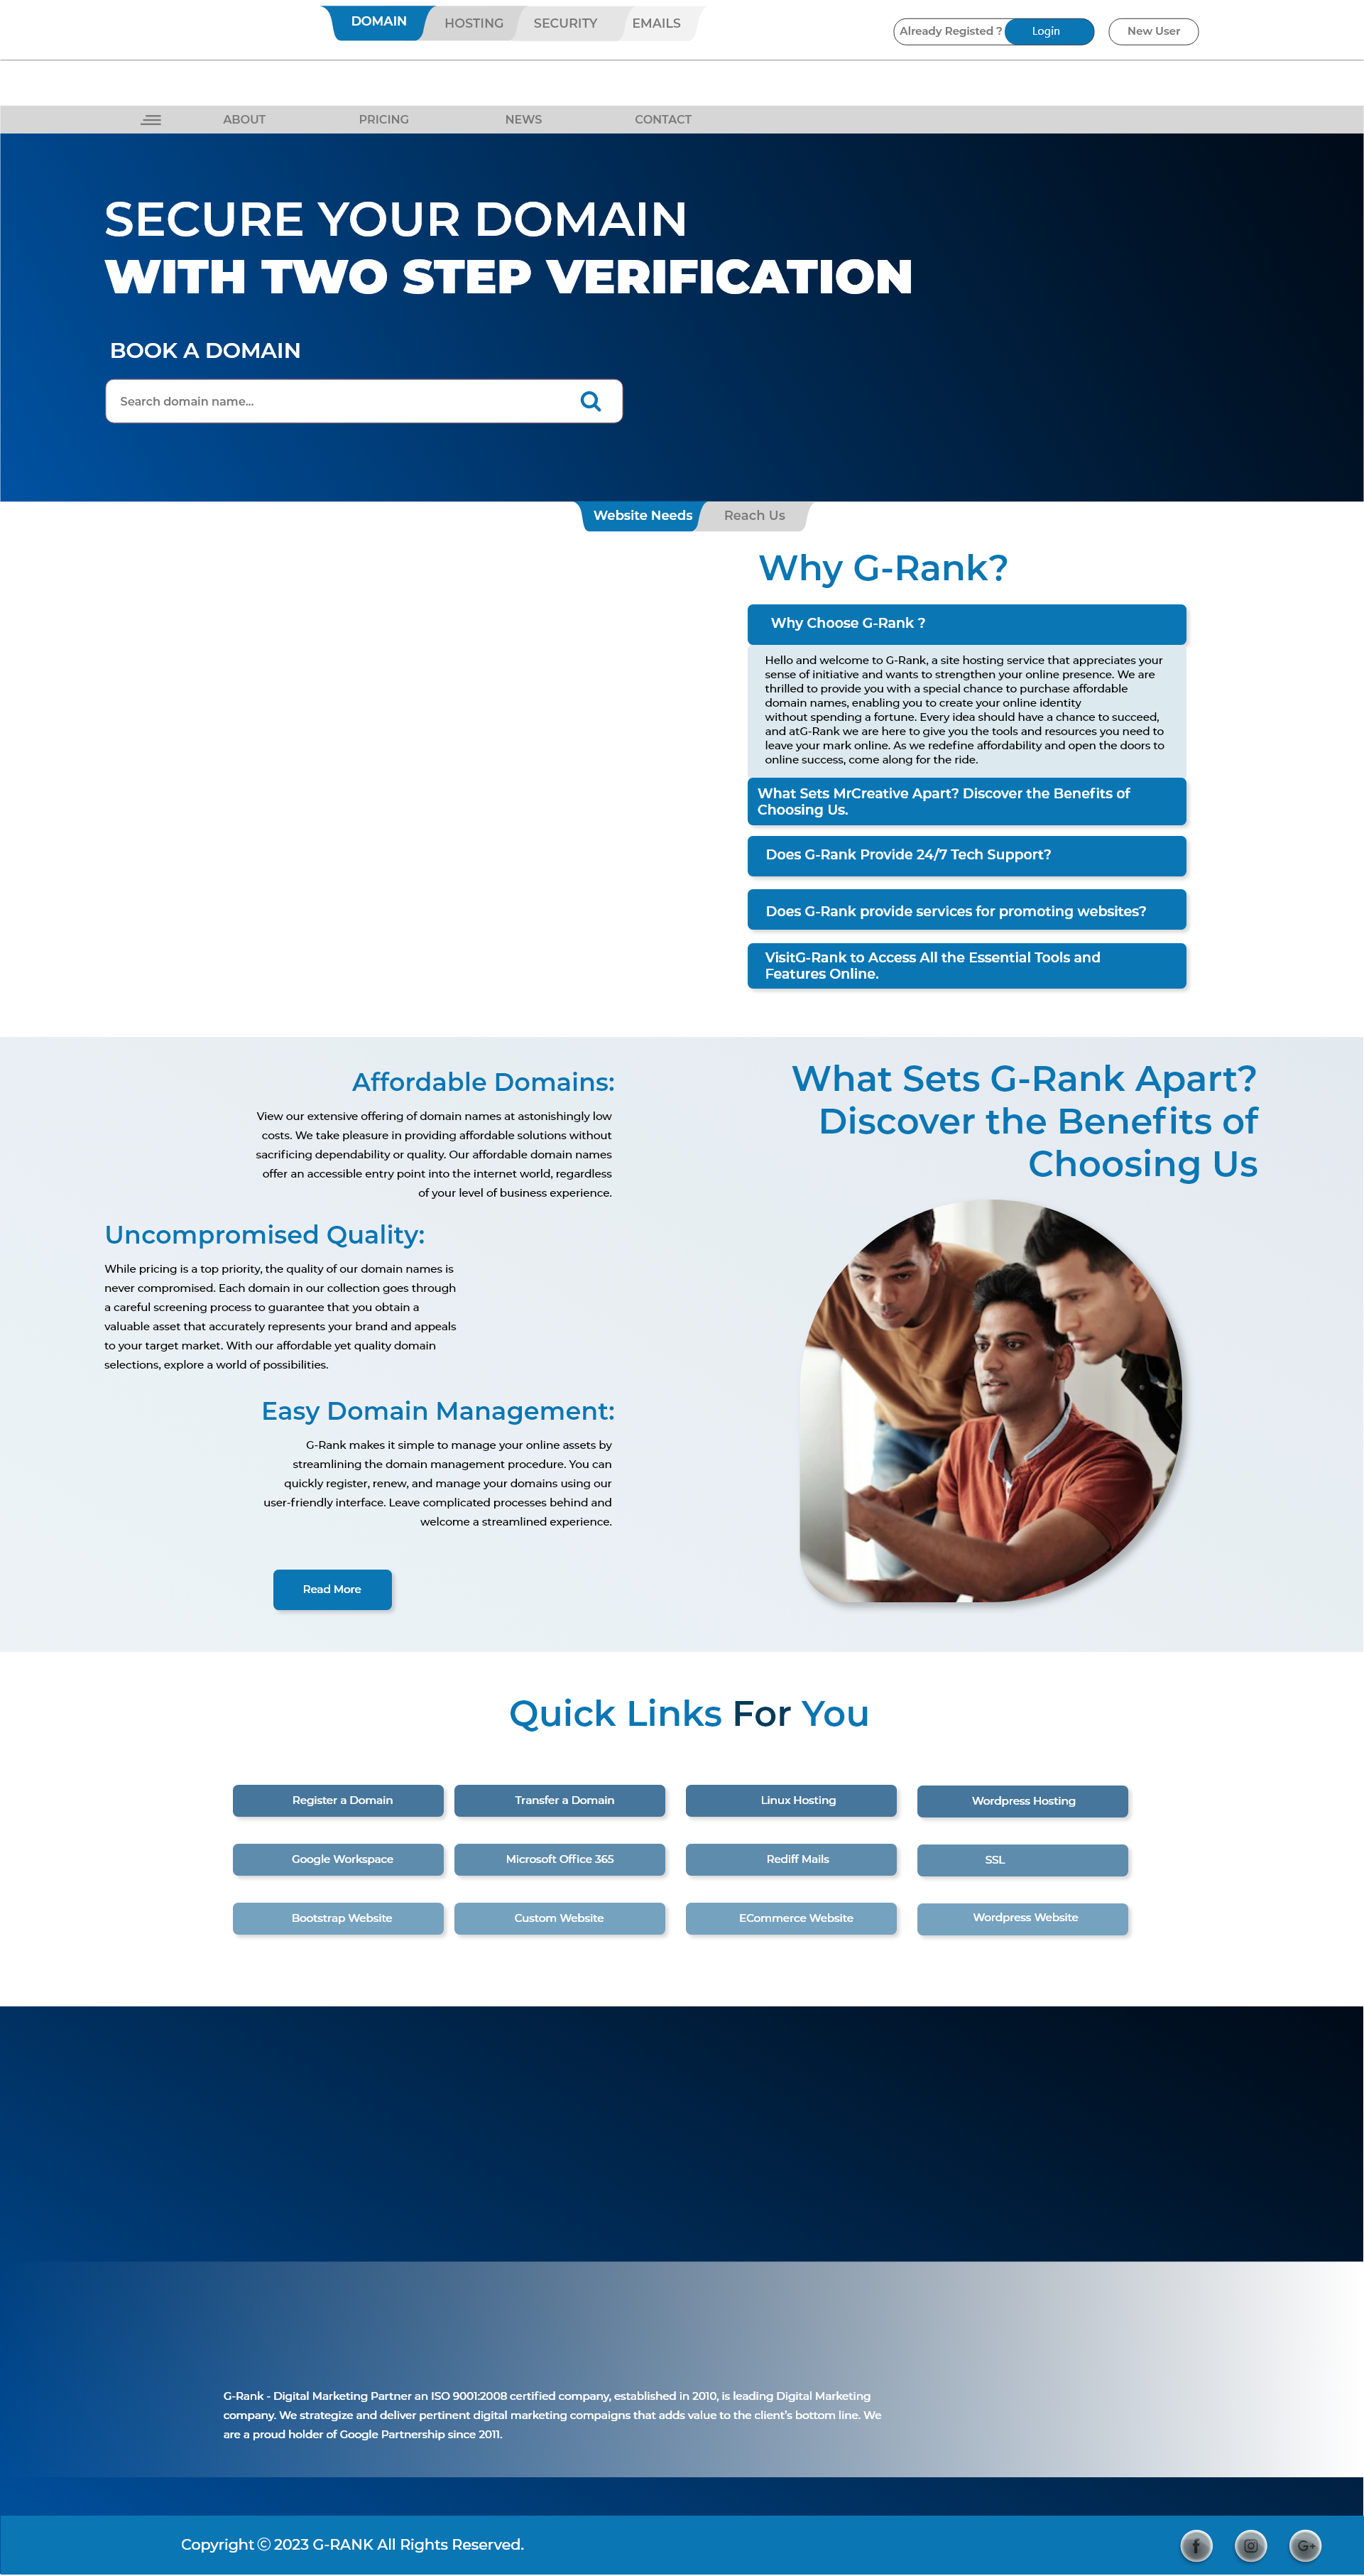 DOMAIN
HOSTING
SECURITY
EMAILS
Already Registed ?
Login
New User
ABOUT
PRICING
NEWS
CONTACT
SECURE YOUR DOMAIN
WITH TWO STEP VERIFICATION
BOOK A DOMAIN
Search domain name...
Website Needs
Reach Us
Why G-Rank?
Why Choose G-Rank ?
Hello and welcome to G-Rank, a site hosting service that appreciates your
sense of initiative and wants to strengthen your online presence. We are
thrilled to provide you with a special chance to purchase affordable
domain names, enabling you to create your online identity
without spending a fortune. Every idea should have a chance to succeed,
and atG-Rank we are here to give you the tools and resources you need to
leave your mark online. As we redefine affordability and open the doors to
online success, come along for the ride.
What Sets MrCreative Apart? Discover the Benefits of
Choosing Us.
Does G-Rank Provide 24/7 Tech Support?
Does G-Rank provide services for promoting websites?
VisitG-Rank to Access All the Essential Tools and
Features Online.
Affordable Domains:
View our extensive offering of domain names at astonishingly low
costs. We take pleasure in providing affordable solutions without
sacrificing dependability or quality. Our affordable domain names
offer an accessible entry point into the internet world, regardless
of your level of business experience.
Uncompromised Quality:
While pricing is a top priority, the quality of our domain names is
never compromised. Each domain in our collection goes through
a careful screening process to guarantee that you obtain a
valuable asset that accurately represents your brand and appeals
to your target market. With our affordable yet quality domain
selections, explore a world of possibilities.
Easy Domain Management:
G-Rank makes it simple to manage your online assets by
streamlining the domain management procedure. You can
quickly register, renew, and manage your domains using our
user-friendly interface. Leave complicated processes behind and
welcome a streamlined experience.
Read More
What Sets G-Rank Apart?
Discover the Benefits of
Choosing Us
Quick Links For You
Register a Domain
Transfer a Domain
Linux Hosting
Wordpress Hosting
Google Workspace
Microsoft Office 365
Rediff Mails
SSL
Bootstrap Website
Custom Website
ECommerce Website
Wordpress Website
G-Rank - Digital Marketing Partner an ISO 9001:2008 certified company, established in 2010, is leading Digital Marketing
company. We strategize and deliver pertinent digital marketing compaigns that adds value to the client's bottom line. We
are a proud holder of Google Partnership since 2011.
Copyright © 2023 G-RANK All Rights Reserved.
f
G+